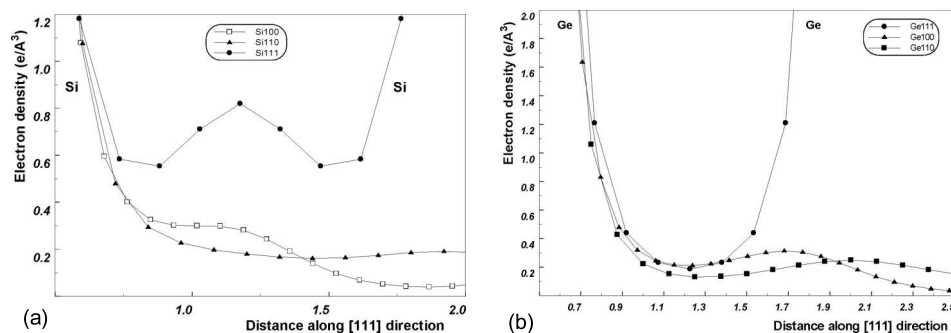 Electron density (e/A³)
1.2
1.0
0.8
0.6
0.4
0.2
Si
Si100
Si110
Si111
Si
1.0
1.5
2.0
Distance along [111] direction
(a)
Electron density (e/A³)
2.0
1.8
1.6
1.4
1.2
1.0
0.8
0.6
0.4
0.2
Ge
Ge
Ge111
Ge100
Ge110
0.7
0.9
1.1
1.3
1.5
1.7
1.9
2.1
2.3
Distance along [111] direction
(b)